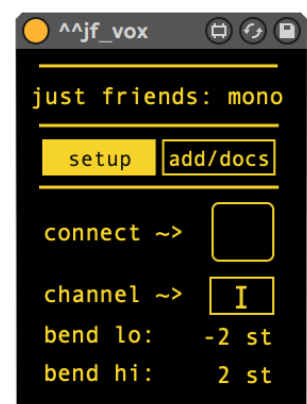 ^^jf_vox
just friends: mono
setup add/docs
connect ~>
channel ~> I
bend lo: -2 st
bend hi: 2 st